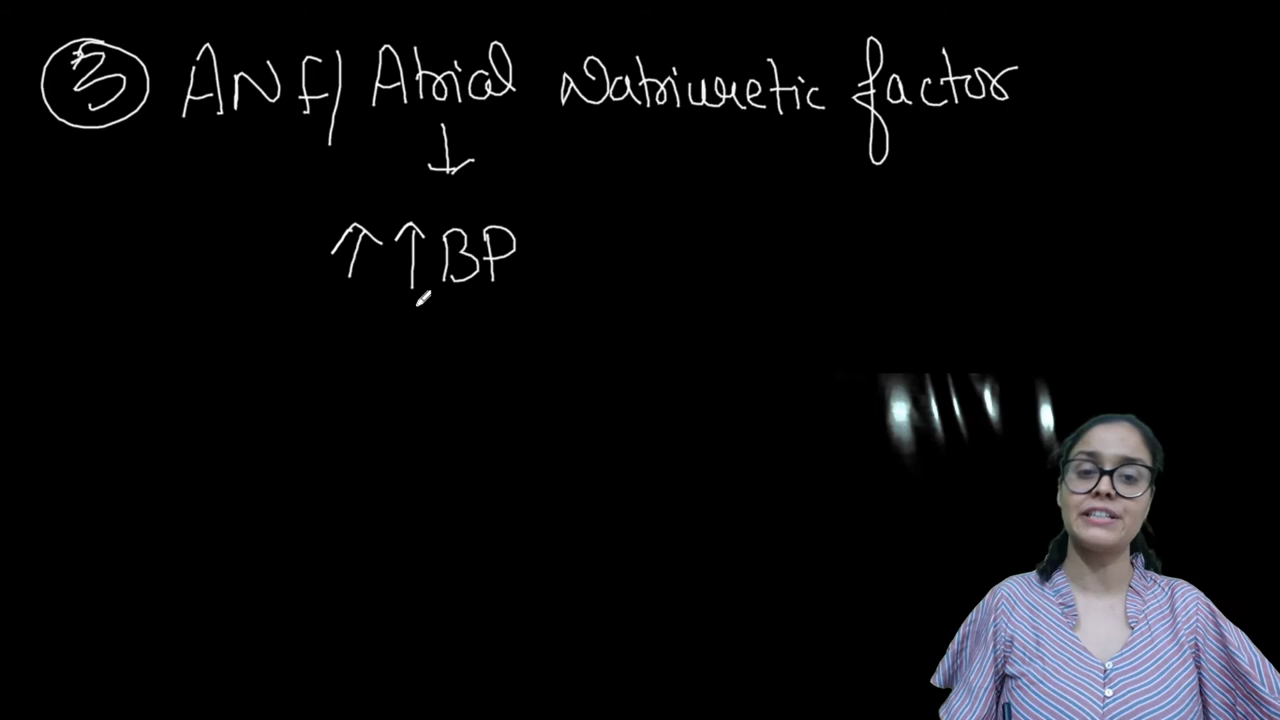 3 ANF/ Atrial Natriuretic factor
↓
↑ ↑ BP